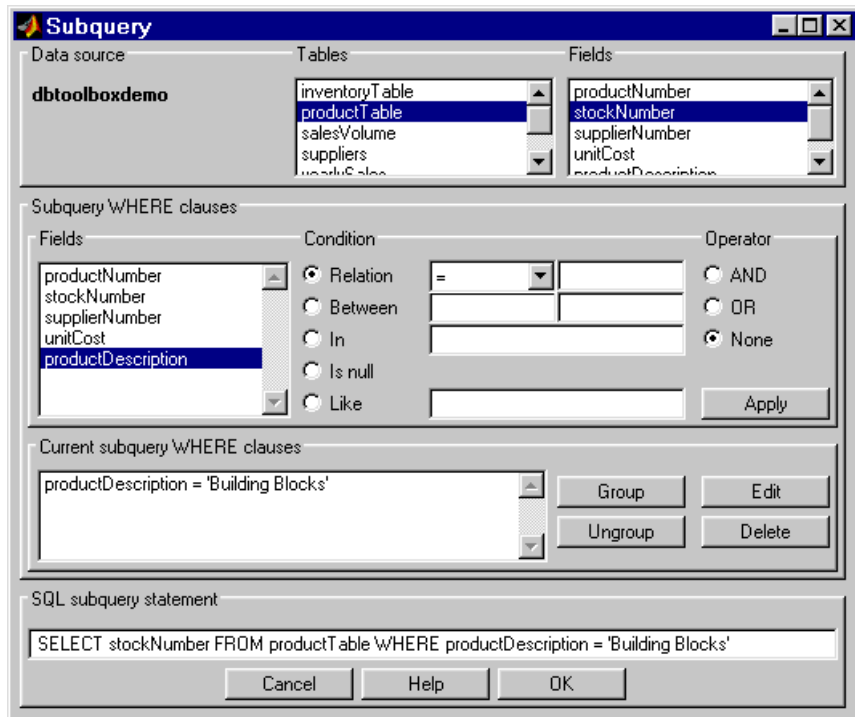 Subquery
Data source
Tables
Fields
dbtoolboxdemo
inventoryTable
productTable
salesVolume
suppliers
yearlySales
productNumber
stockNumber
supplierNumber
unitCost
productDescription
Subquery WHERE clauses
Fields
Condition
Operator
productNumber
stockNumber
supplierNumber
unitCost
productDescription
Relation
=
Between
In
Is null
Like
AND
OR
None
Apply
Current subquery WHERE clauses
productDescription = 'Building Blocks'
Group
Edit
Ungroup
Delete
SQL subquery statement
SELECT stockNumber FROM productTable WHERE productDescription = 'Building Blocks'
Cancel
Help
OK